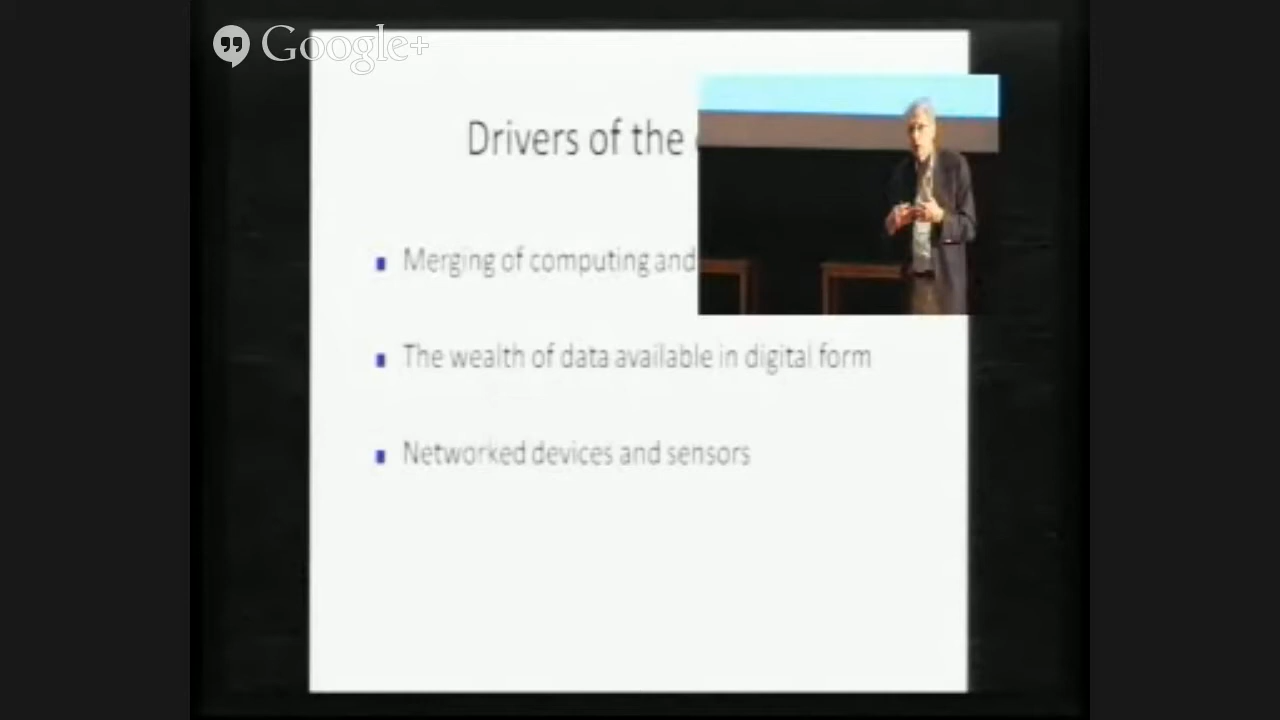 Google+
Drivers of the
Merging of computing and
The wealth of data available in digital form
Networked devices and sensors